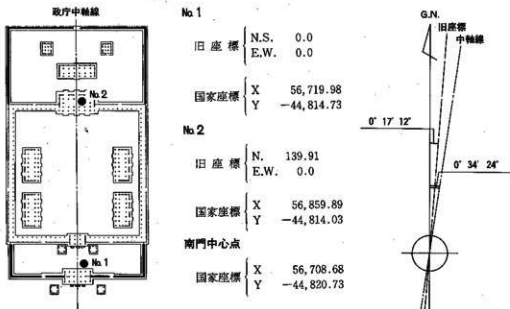 政庁中軸線
No.2
No.1
No.1
旧座標 N.S. 0.0
E.W. 0.0
国家座標 X 56,719.98
Y −44,814.73
No.2
旧座標 N. 139.91
E.W. 0.0
国家座標 X 56,859.89
Y −44,814.03
南門中心点
国家座標 X 56,708.68
Y −44,820.73
G.N.
旧座標
中軸線
0° 17′ 12″
0° 34′ 24″